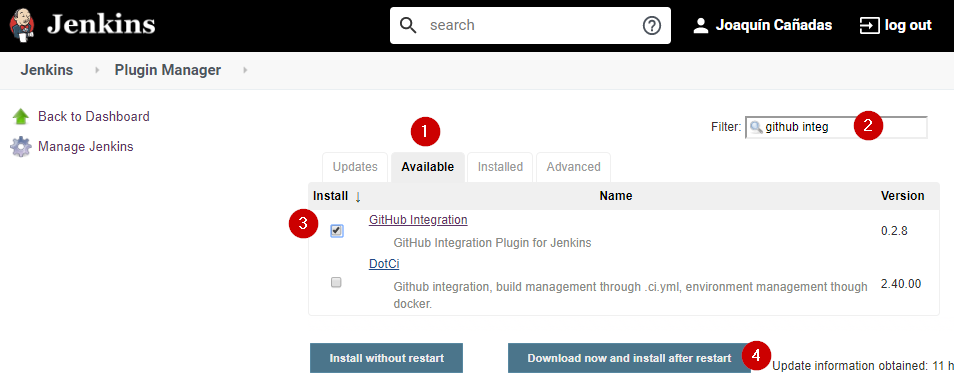 Jenkins
search
Joaquín Cañadas
log out
Jenkins
Plugin Manager
Back to Dashboard
Manage Jenkins
1
Filter: github integ
2
Updates
Available
Installed
Advanced
Install ↓
Name
Version
3
GitHub Integration
GitHub Integration Plugin for Jenkins
0.2.8
DotCi
Github integration, build management through .ci.yml, environment management though
docker.
2.40.00
Install without restart
Download now and install after restart
4
Update information obtained: 11 h